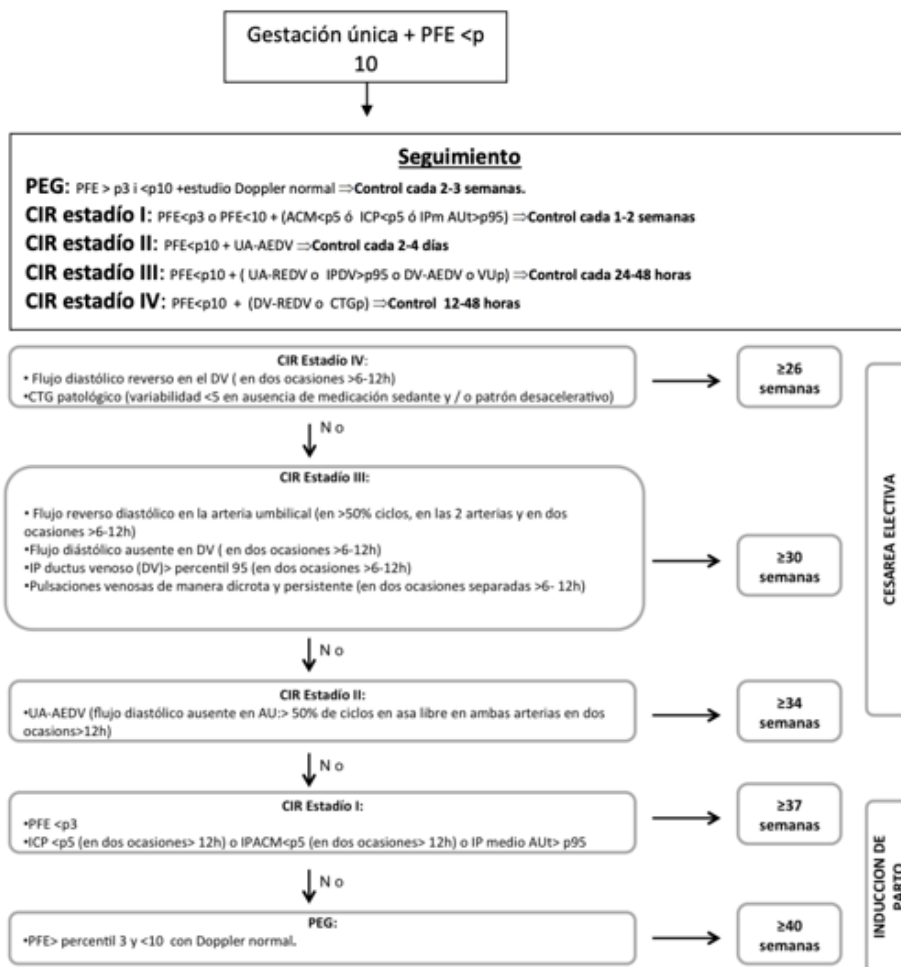 Gestación única + PFE <p
10
Seguimiento
PEG: PFE > p3 i <p10 +estudio Doppler normal ⇒Control cada 2-3 semanas.
CIR estadío I: PFE<p3 o PFE<10 + (ACM<p5 ó ICP<p5 ó IPm AUt>p95) ⇒Control cada 1-2 semanas
CIR estadío II: PFE<p10 + UA-AEDV ⇒Control cada 2-4 días
CIR estadío III: PFE<p10 + ( UA-REDV o IPDV>p95 o DV-AEDV o VUp) ⇒Control cada 24-48 horas
CIR estadío IV: PFE<p10 + (DV-REDV o CTGp) ⇒Control 12-48 horas
CIR Estadío IV:
• Flujo diastólico reverso en el DV ( en dos ocasiones >6-12h)
•CTG patológico (variabilidad <5 en ausencia de medicación sedante y / o patrón desacelerativo)
≥26
semanas
N o
CIR Estadío III:
• Flujo reverso diastólico en la arteria umbilical (en >50% ciclos, en las 2 arterias y en dos
ocasiones >6-12h)
•Flujo diástólico ausente en DV ( en dos ocasiones >6-12h)
• IP ductus venoso (DV)> percentil 95 (en dos ocasiones >6-12h)
•Pulsaciones venosas de manera dícrota y persistente (en dos ocasiones separadas >6- 12h)
≥30
semanas
CESAREA ELECTIVA
N o
CIR Estadío II:
•UA-AEDV (flujo diastólico ausente en AU:> 50% de ciclos en asa libre en ambas arterias en dos
ocasions>12h)
≥34
semanas
N o
CIR Estadío I:
•PFE <p3
•ICP <p5 (en dos ocasiones> 12h) o IPACM<p5 (en dos ocasiones> 12h) o IP medio AUt> p95
≥37
semanas
N o
PEG:
•PFE> percentil 3 y <10 con Doppler normal.
≥40
semanas
INDUCCION DE
PARTO